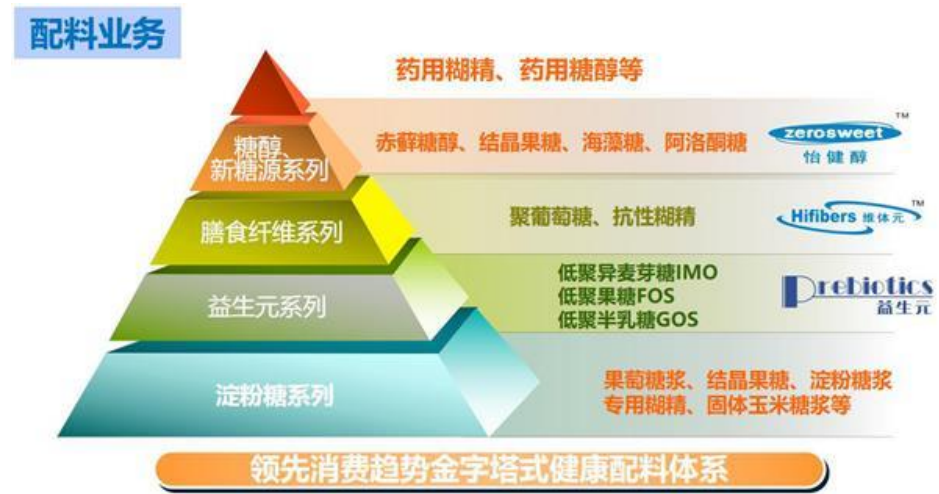 配料业务
药用糊精、药用糖醇等
糖醇、
新糖源系列
赤藓糖醇、结晶果糖、海藻糖、阿洛酮糖
zerosweet TM
怡健醇
膳食纤维系列
聚葡萄糖、抗性糊精
Hifibers 维体元 TM
益生元系列
低聚异麦芽糖IMO
低聚果糖FOS
低聚半乳糖GOS
Prebiotics
益生元
淀粉糖系列
果葡糖浆、结晶果糖、淀粉糖浆
专用糊精、固体玉米糖浆等
领先消费趋势金字塔式健康配料体系